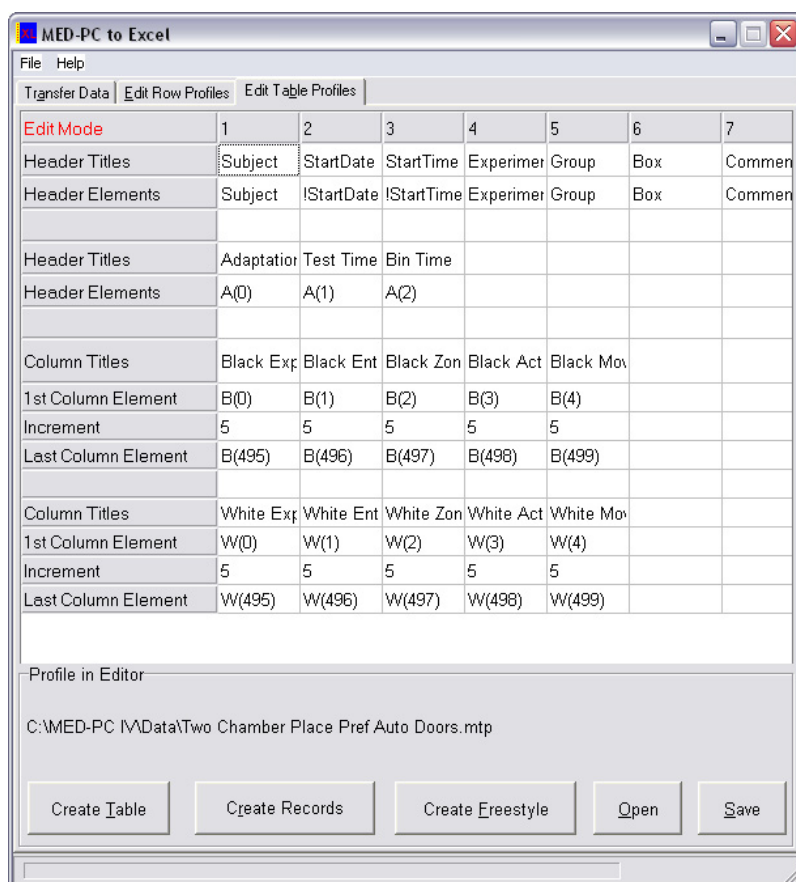 XL MED-PC to Excel
File Help
Transfer Data Edit Row Profiles Edit Table Profiles
Edit Mode 1 2 3 4 5 6 7
Header Titles Subject StartDate StartTime Experimer Group Box Commen
Header Elements Subject !StartDate !StartTime Experimer Group Box Commen
Header Titles Adaptation Test Time Bin Time
Header Elements A(0) A(1) A(2)
Column Titles Black Exp Black Ent Black Zon Black Act Black Mov
1st Column Element B(0) B(1) B(2) B(3) B(4)
Increment 5 5 5 5 5
Last Column Element B(495) B(496) B(497) B(498) B(499)
Column Titles White Exp White Ent White Zon White Act White Mov
1st Column Element W(0) W(1) W(2) W(3) W(4)
Increment 5 5 5 5 5
Last Column Element W(495) W(496) W(497) W(498) W(499)
Profile in Editor
C:\MED-PC IV\Data\Two Chamber Place Pref Auto Doors.mtp
Create Table Create Records Create Freestyle Open Save